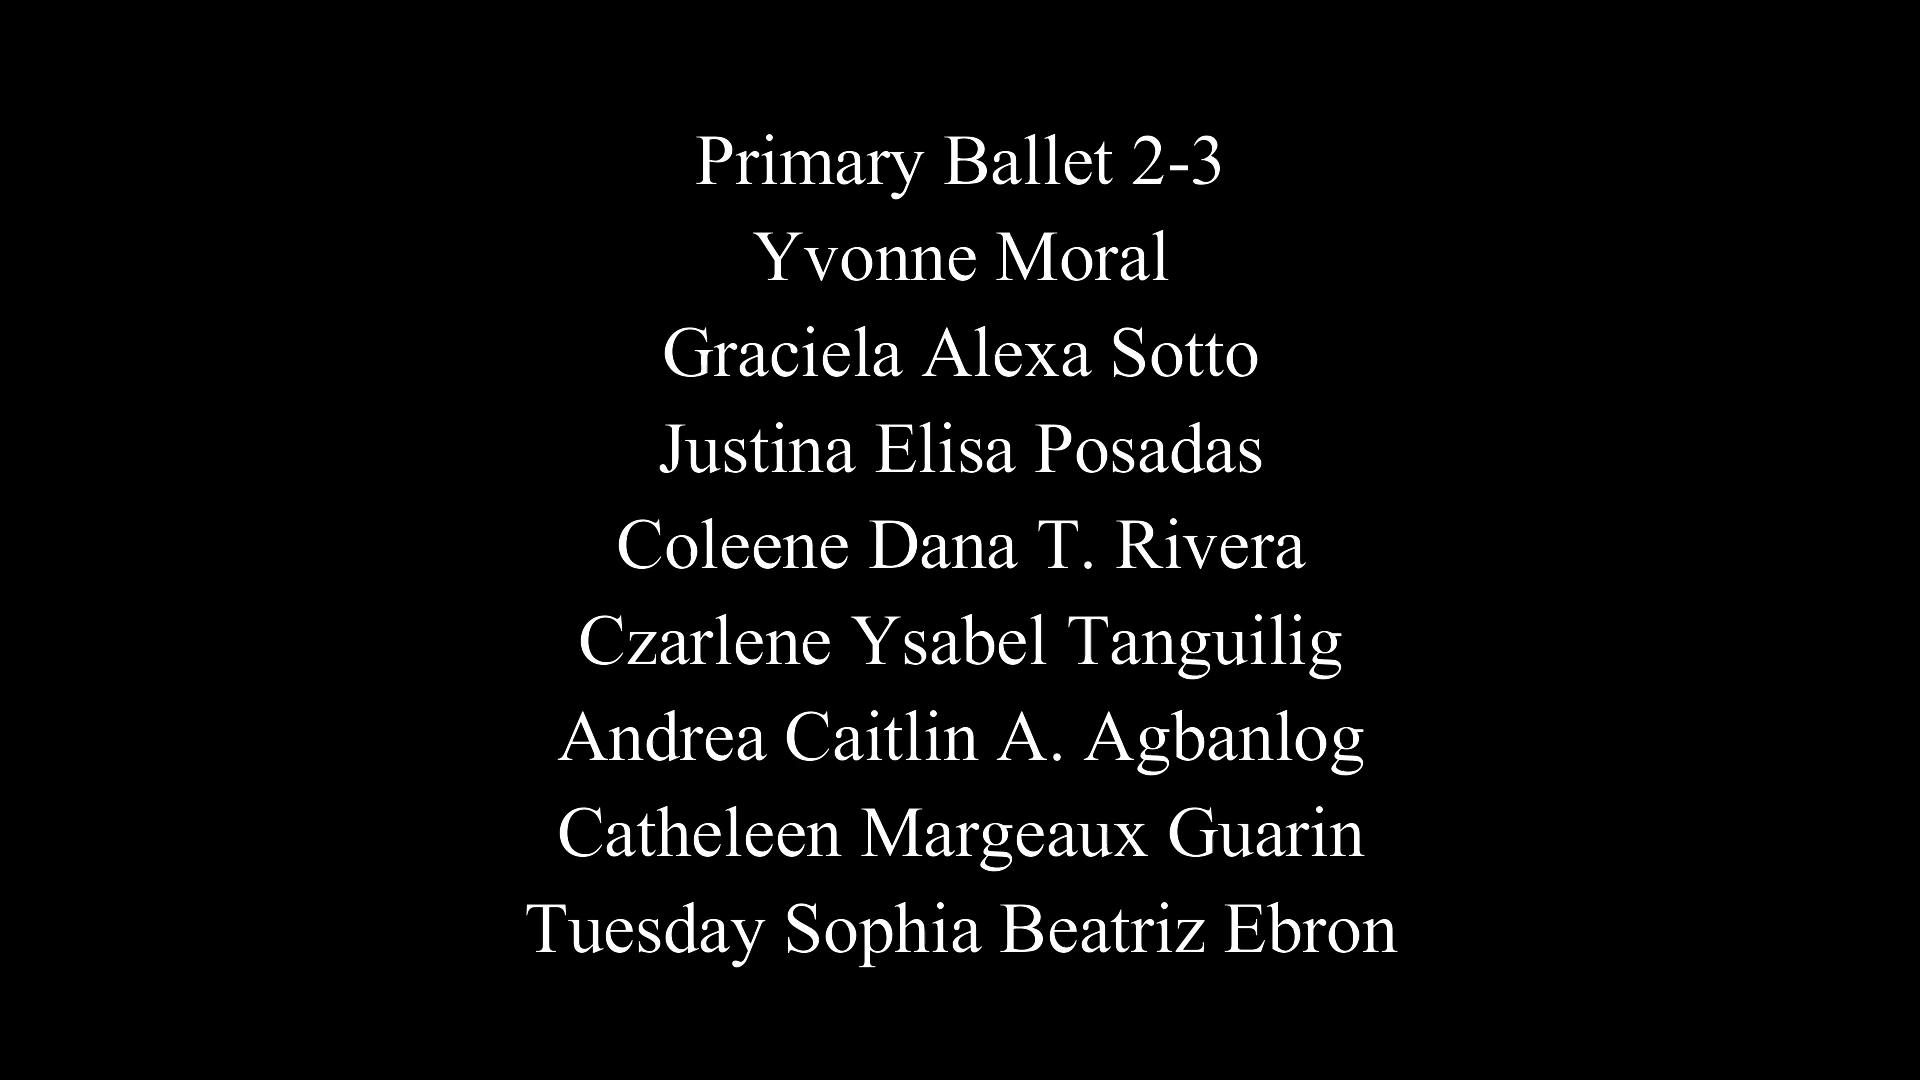 Primary Ballet 2-3
Yvonne Moral
Graciela Alexa Sotto
Justina Elisa Posadas
Coleene Dana T. Rivera
Czarlene Ysabel Tanguilig
Andrea Caitlin A. Agbanlog
Catheleen Margeaux Guarin
Tuesday Sophia Beatriz Ebron